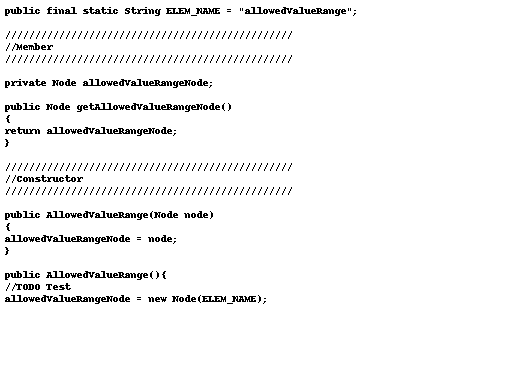 public final static String ELEM_NAME = "allowedValueRange";
////////////////////////////////////////////////
//Member
////////////////////////////////////////////////
private Node allowedValueRangeNode;
public Node getAllowedValueRangeNode()
{
return allowedValueRangeNode;
}
////////////////////////////////////////////////
//Constructor
////////////////////////////////////////////////
public AllowedValueRange(Node node)
{
allowedValueRangeNode = node;
}
public AllowedValueRange(){
//TODO Test
allowedValueRangeNode = new Node(ELEM_NAME);